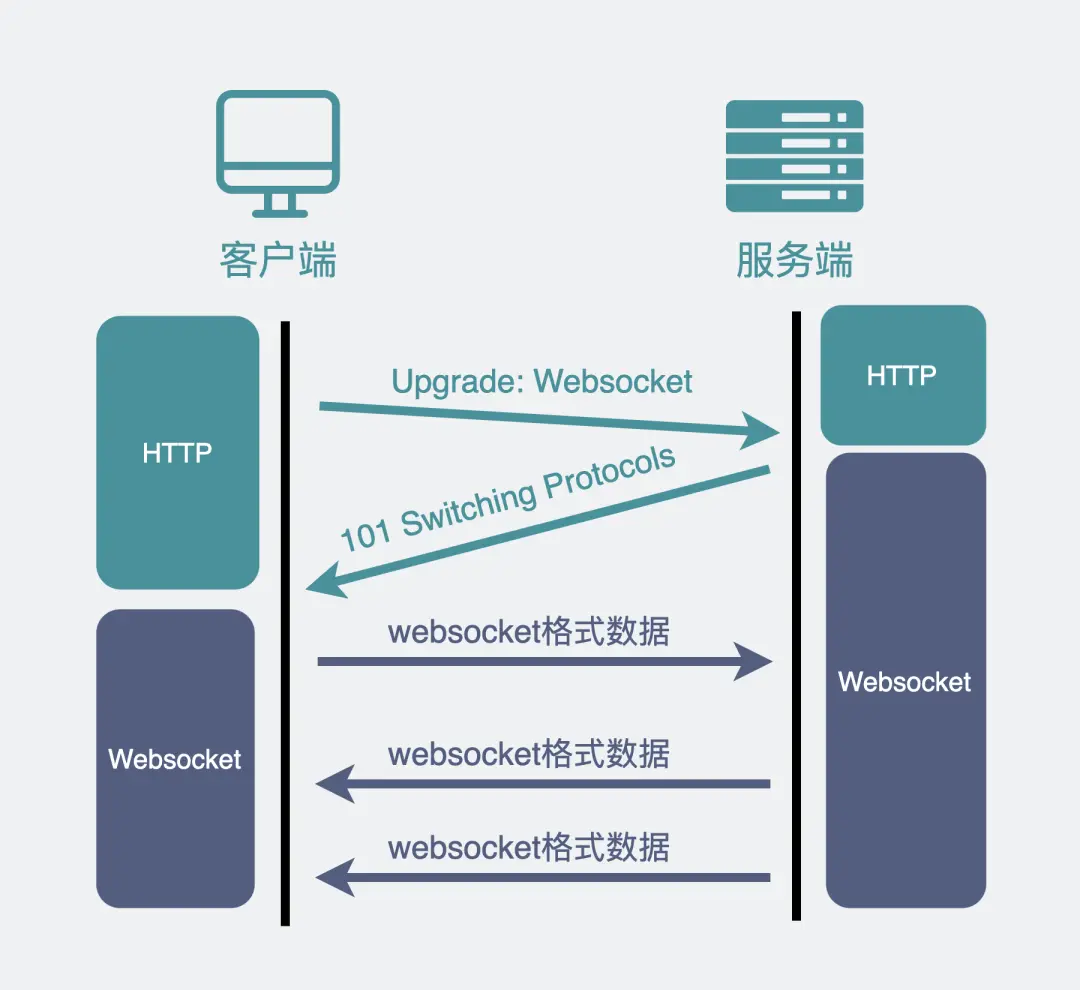 客户端
服务端
HTTP
Upgrade: Websocket
HTTP
101 Switching Protocols
websocket格式数据
Websocket
Websocket
websocket格式数据
websocket格式数据